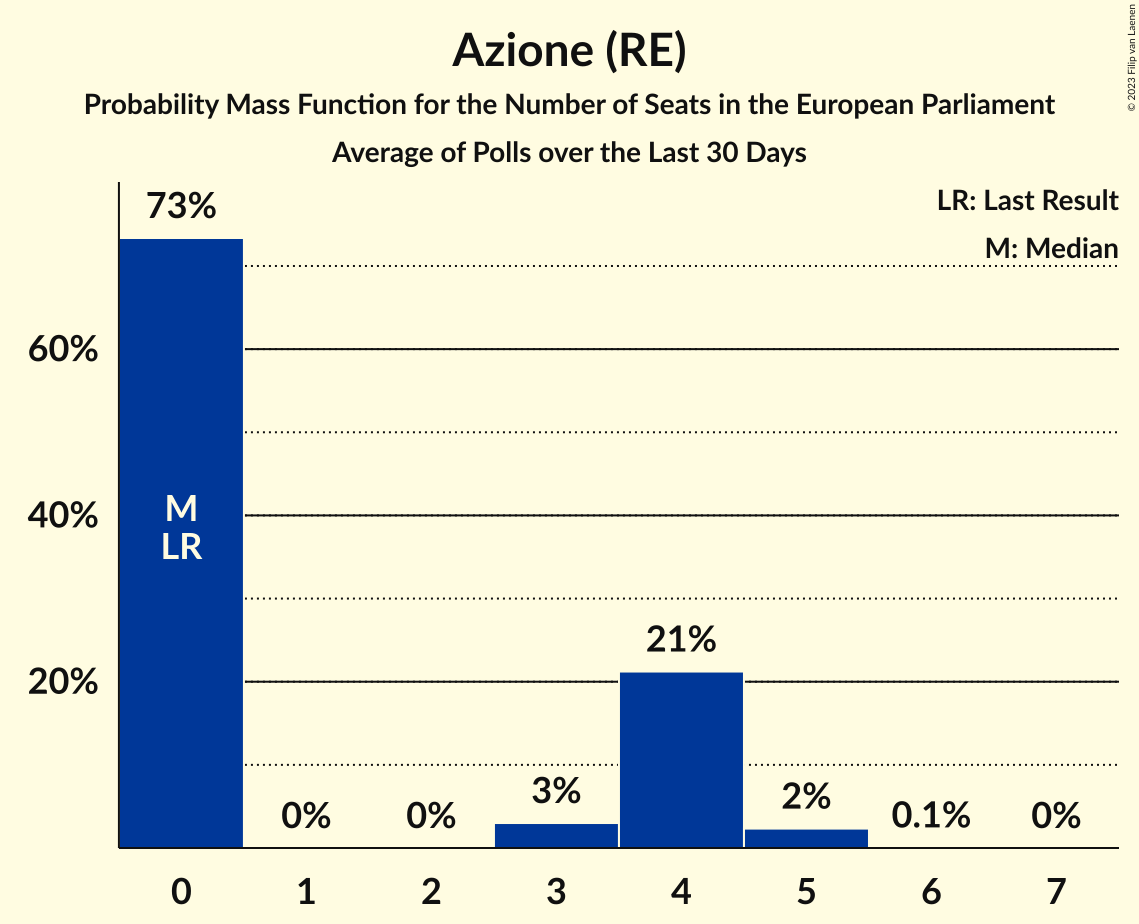 Azione (RE)
Probability Mass Function for the Number of Seats in the European Parliament
Average of Polls over the Last 30 Days
© 2023 Filip van Laenen
LR: Last Result
M: Median
73%
60%
40%
20%
M
LR
0%
0%
3%
21%
2%
0.1%
0%
0
1
2
3
4
5
6
7